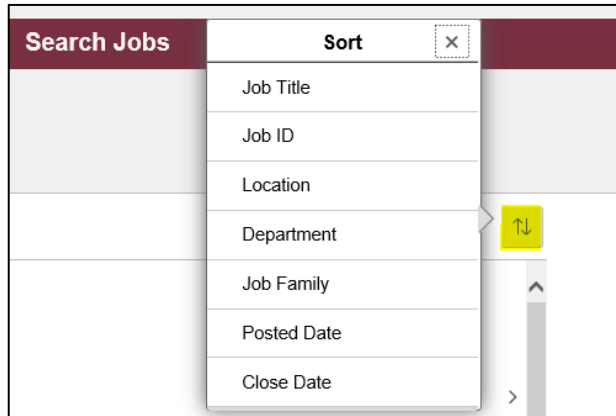 Search Jobs
Sort
Job Title
Job ID
Location
Department
Job Family
Posted Date
Close Date